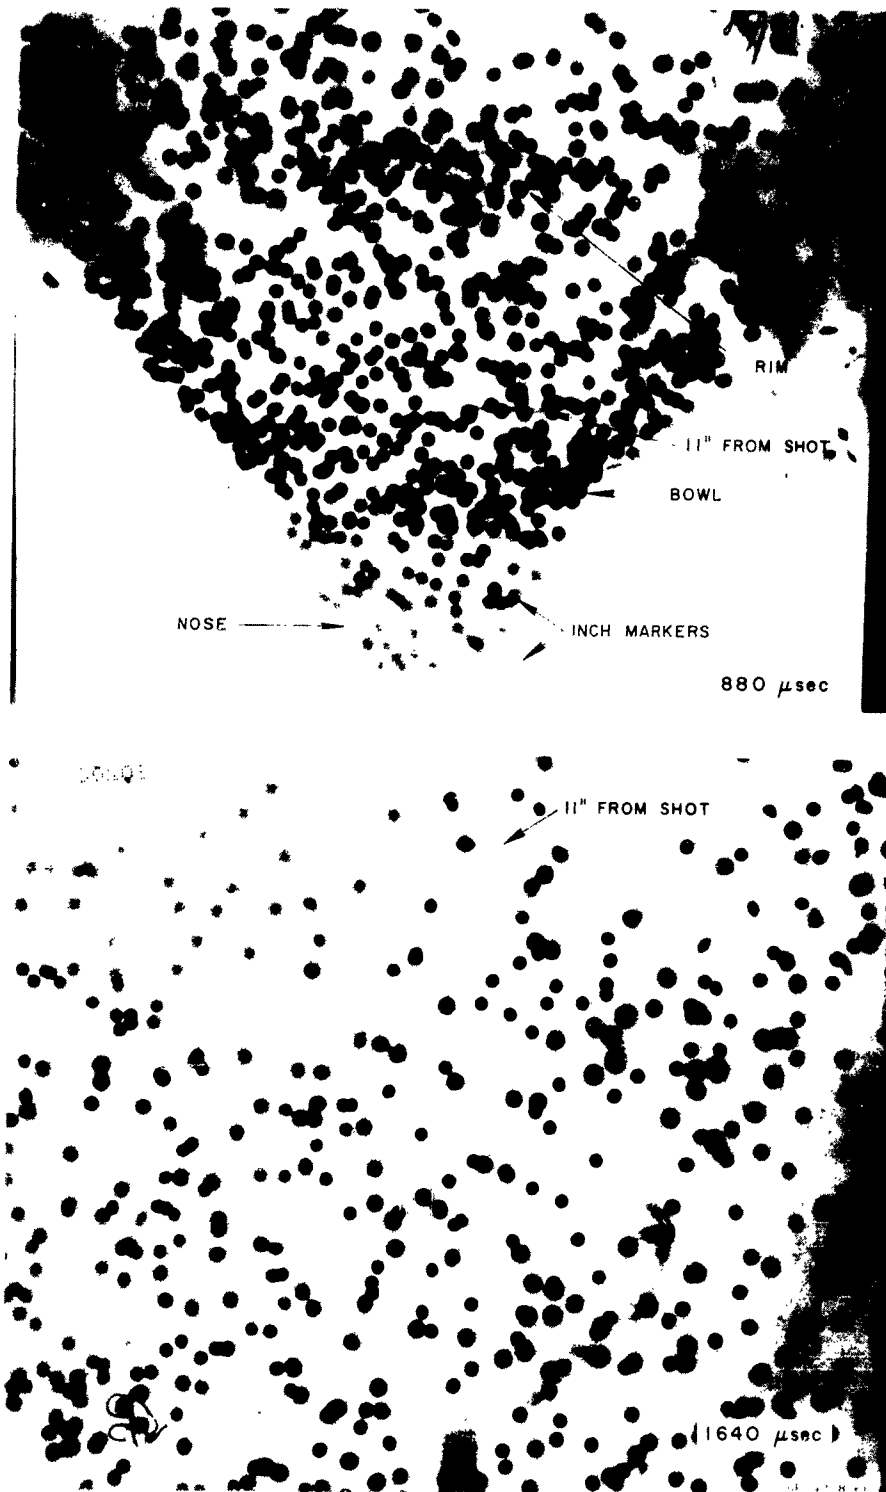 RIM
11" FROM SHOT
BOWL
NOSE
INCH MARKERS
880 μsec
11" FROM SHOT
1640 μsec